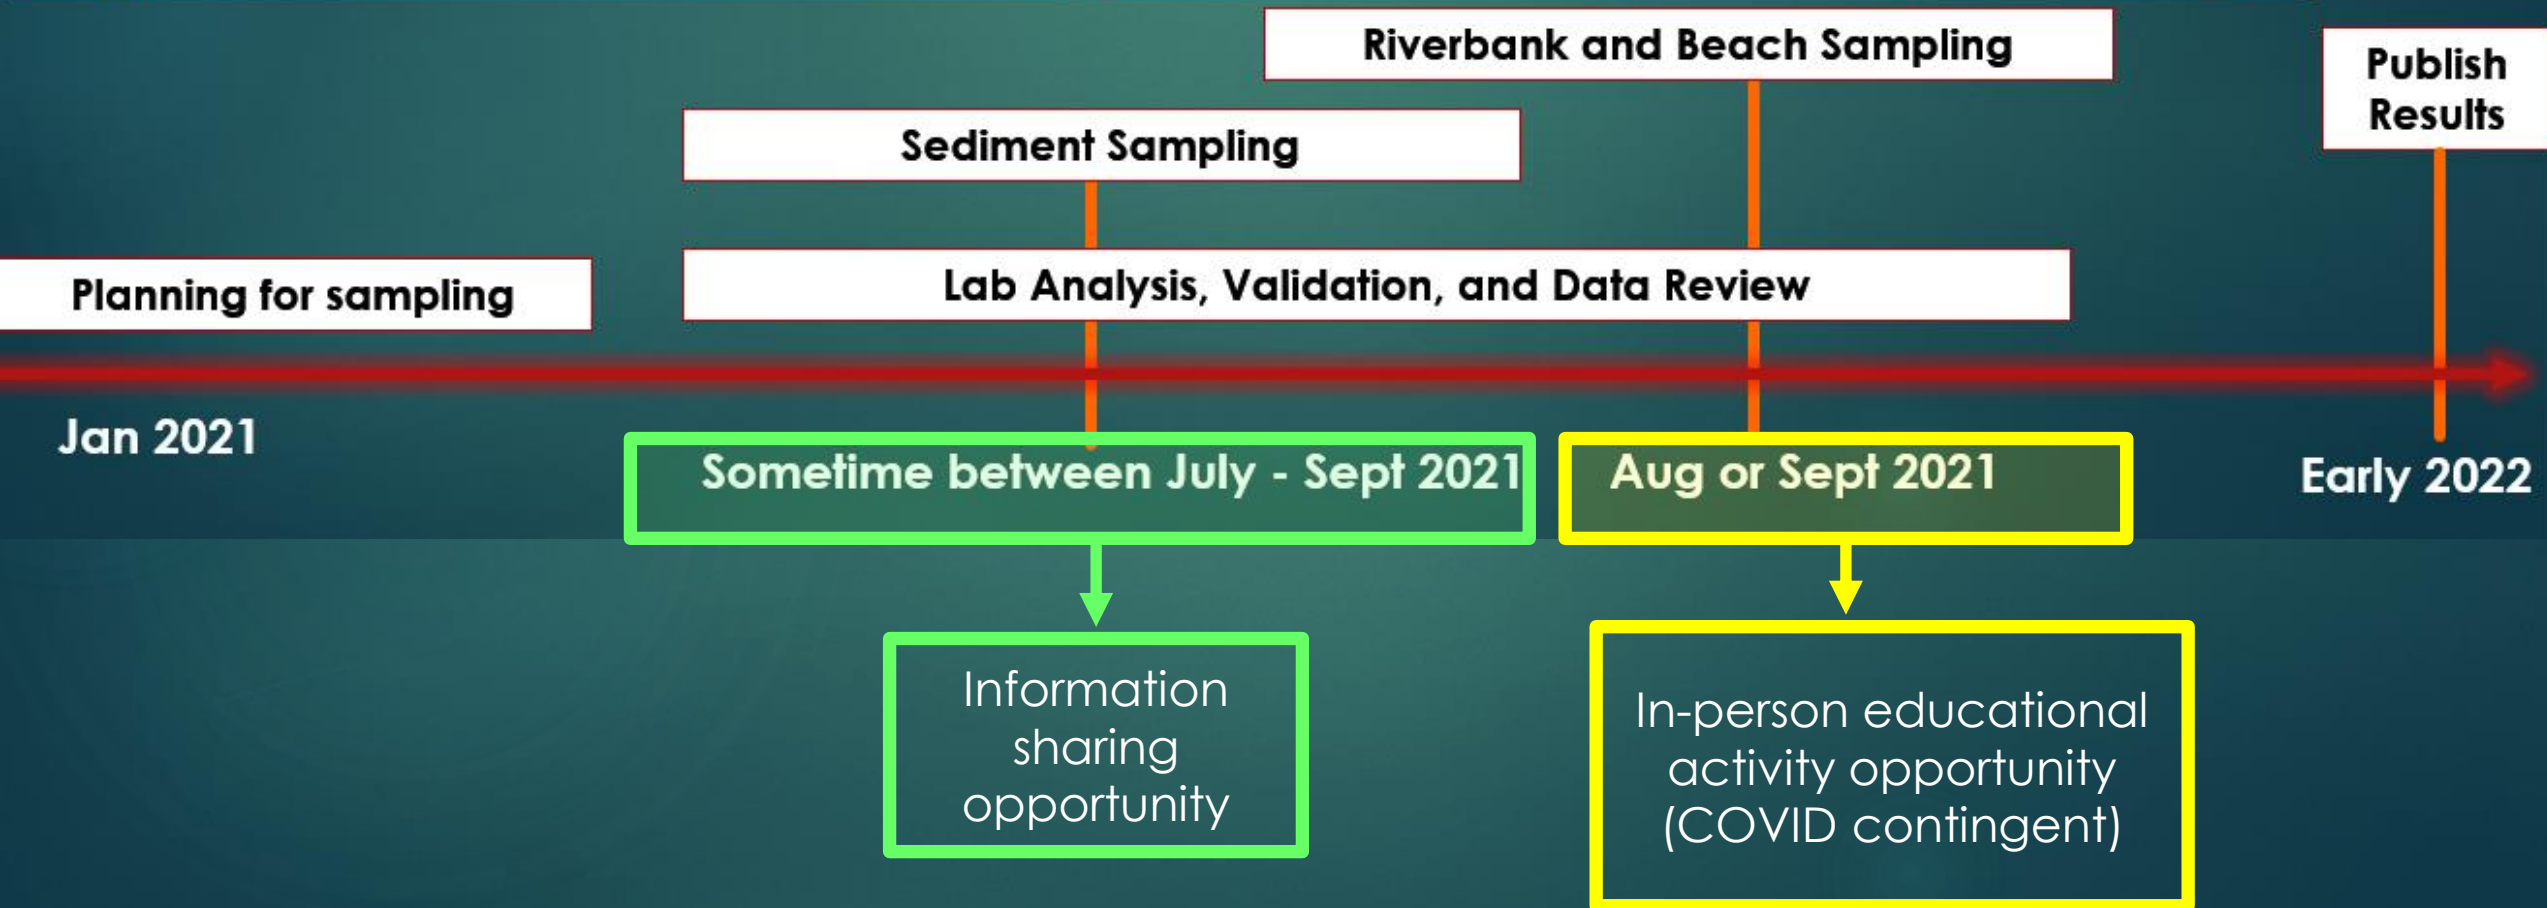 Riverbank and Beach Sampling
Publish
Results
Sediment Sampling
Planning for sampling
Lab Analysis, Validation, and Data Review
Jan 2021
Sometime between July - Sept 2021
Aug or Sept 2021
Early 2022
Information
sharing
opportunity
In-person educational
activity opportunity
(COVID contingent)